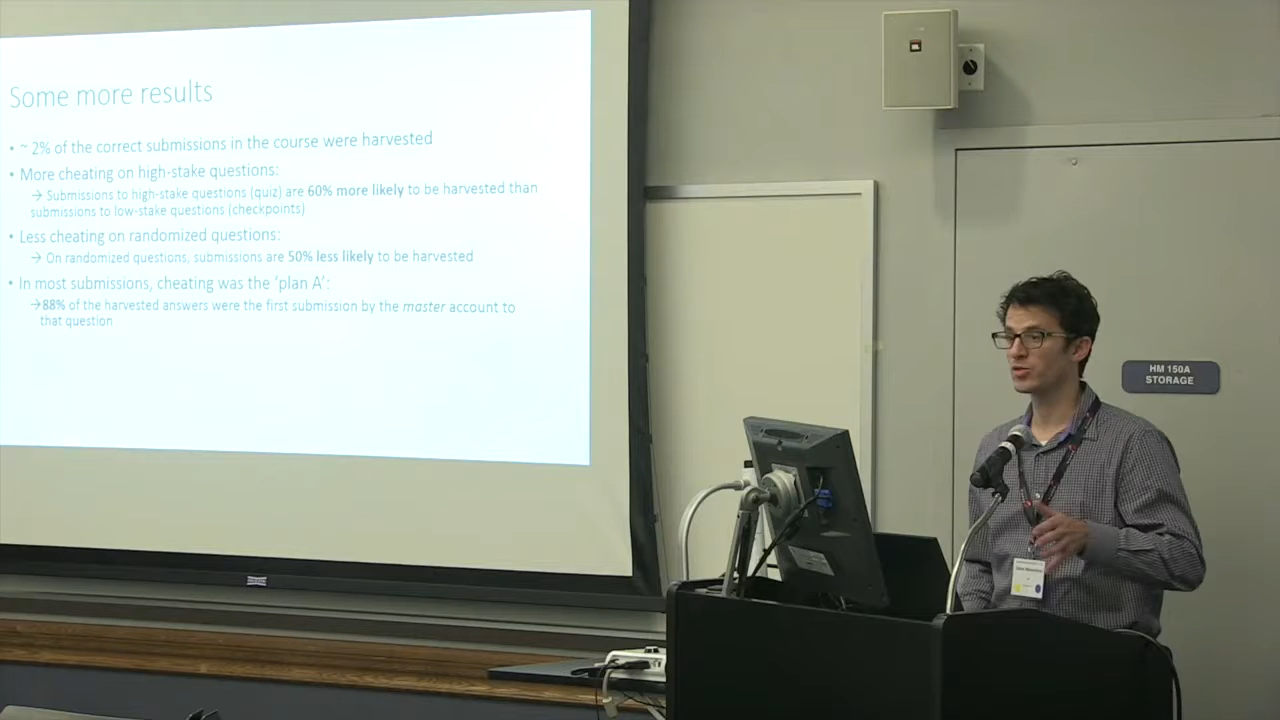 Some more results
• ~ 2% of the correct submissions in the course were harvested
• More cheating on high-stake questions:
→ Submissions to high-stake questions (quiz) are 60% more likely to be harvested than
submissions to low-stake questions (checkpoints)
• Less cheating on randomized questions:
→ On randomized questions, submissions are 50% less likely to be harvested
• In most submissions, cheating was the ‘plan A’:
→88% of the harvested answers were the first submission by the master account to
that question
HM 150A
STORAGE
JBL